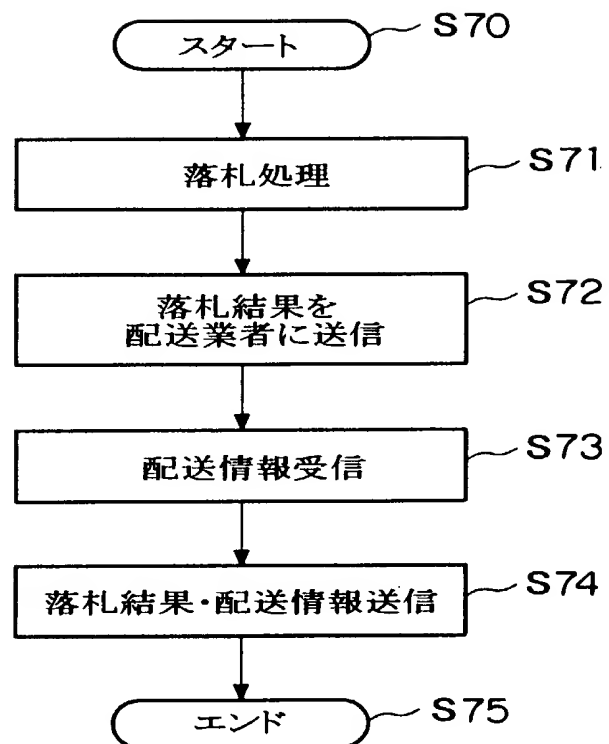 スタート
S70
落札処理
S71
落札結果を
配送業者に送信
S72
配送情報受信
S73
落札結果・配送情報送信
S74
エンド
S75